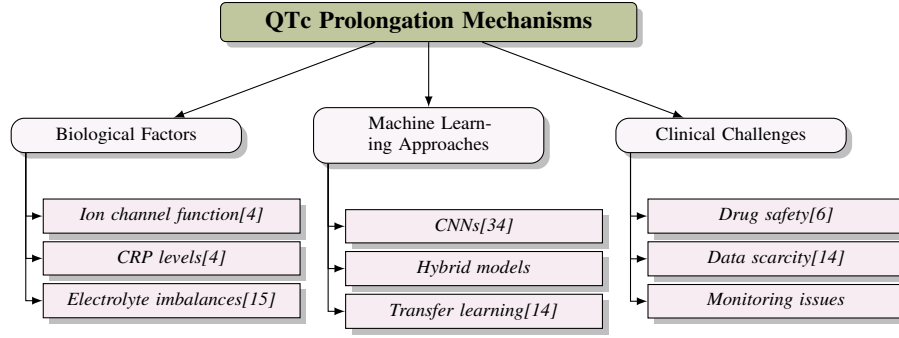 QTc Prolongation Mechanisms
Biological Factors
Ion channel function[4]
CRP levels[4]
Electrolyte imbalances[15]
Machine Learn-
ing Approaches
CNNs[34]
Hybrid models
Transfer learning[14]
Clinical Challenges
Drug safety[6]
Data scarcity[14]
Monitoring issues